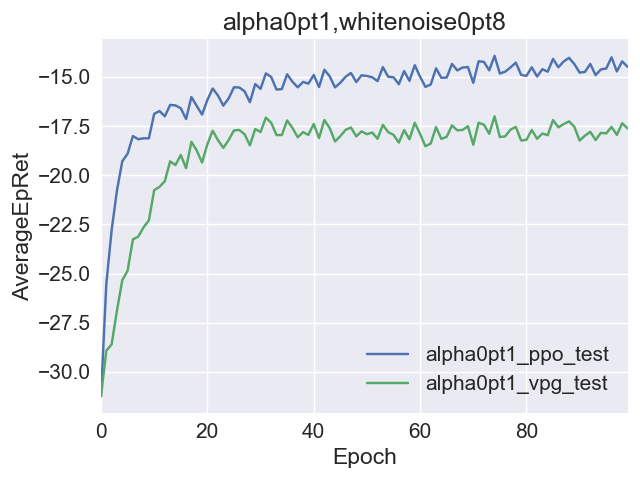 alpha0pt1,whitenoise0pt8
AverageEpRet
−15.0
−17.5
−20.0
−22.5
−25.0
−27.5
−30.0
alpha0pt1_ppo_test
alpha0pt1_vpg_test
0 20 40 60 80
Epoch